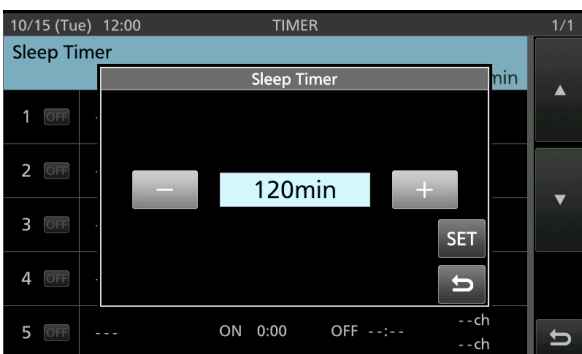 10/15 (Tue) 12:00 TIMER 1/1
Sleep Timer
min
Sleep Timer
1 OFF
2 OFF
− 120min +
3 OFF
SET
4 OFF
5 OFF --- ON 0:00 OFF --:-- --ch
--ch